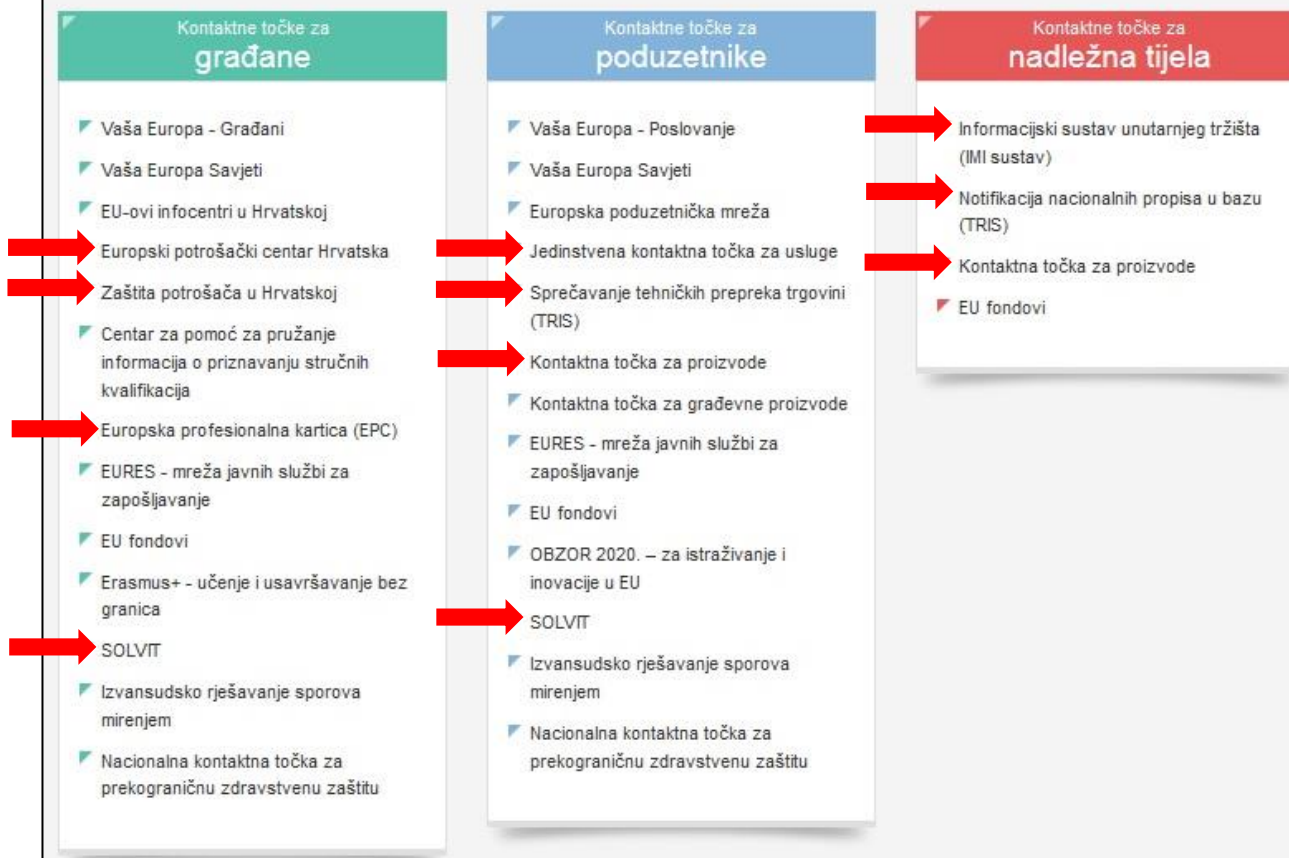 Kontaktne točke za
građane
Vaša Europa - Građani
Vaša Europa Savjeti
EU-ovi infocentri u Hrvatskoj
Europski potrošački centar Hrvatska
Zaštita potrošača u Hrvatskoj
Centar za pomoć za pružanje
informacija o priznavanju stručnih
kvalifikacija
Europska profesionalna kartica (EPC)
EURES - mreža javnih službi za
zapošljavanje
EU fondovi
Erasmus+ - učenje i usavršavanje bez
granica
SOLVIT
Izvansudsko rješavanje sporova
mirenjem
Nacionalna kontaktna točka za
prekograničnu zdravstvenu zaštitu
Kontaktne točke za
poduzetnike
Vaša Europa - Poslovanje
Vaša Europa Savjeti
Europska poduzetnička mreža
Jedinstvena kontaktna točka za usluge
Sprečavanje tehničkih prepreka trgovini
(TRIS)
Kontaktna točka za proizvode
Kontaktna točka za građevne proizvode
EURES - mreža javnih službi za
zapošljavanje
EU fondovi
OBZOR 2020. – za istraživanje i
inovacije u EU
SOLVIT
Izvansudsko rješavanje sporova
mirenjem
Nacionalna kontaktna točka za
prekograničnu zdravstvenu zaštitu
Kontaktne točke za
nadležna tijela
Informacijski sustav unutarnjeg tržišta
(IMI sustav)
Notifikacija nacionalnih propisa u bazu
(TRIS)
Kontaktna točka za proizvode
EU fondovi